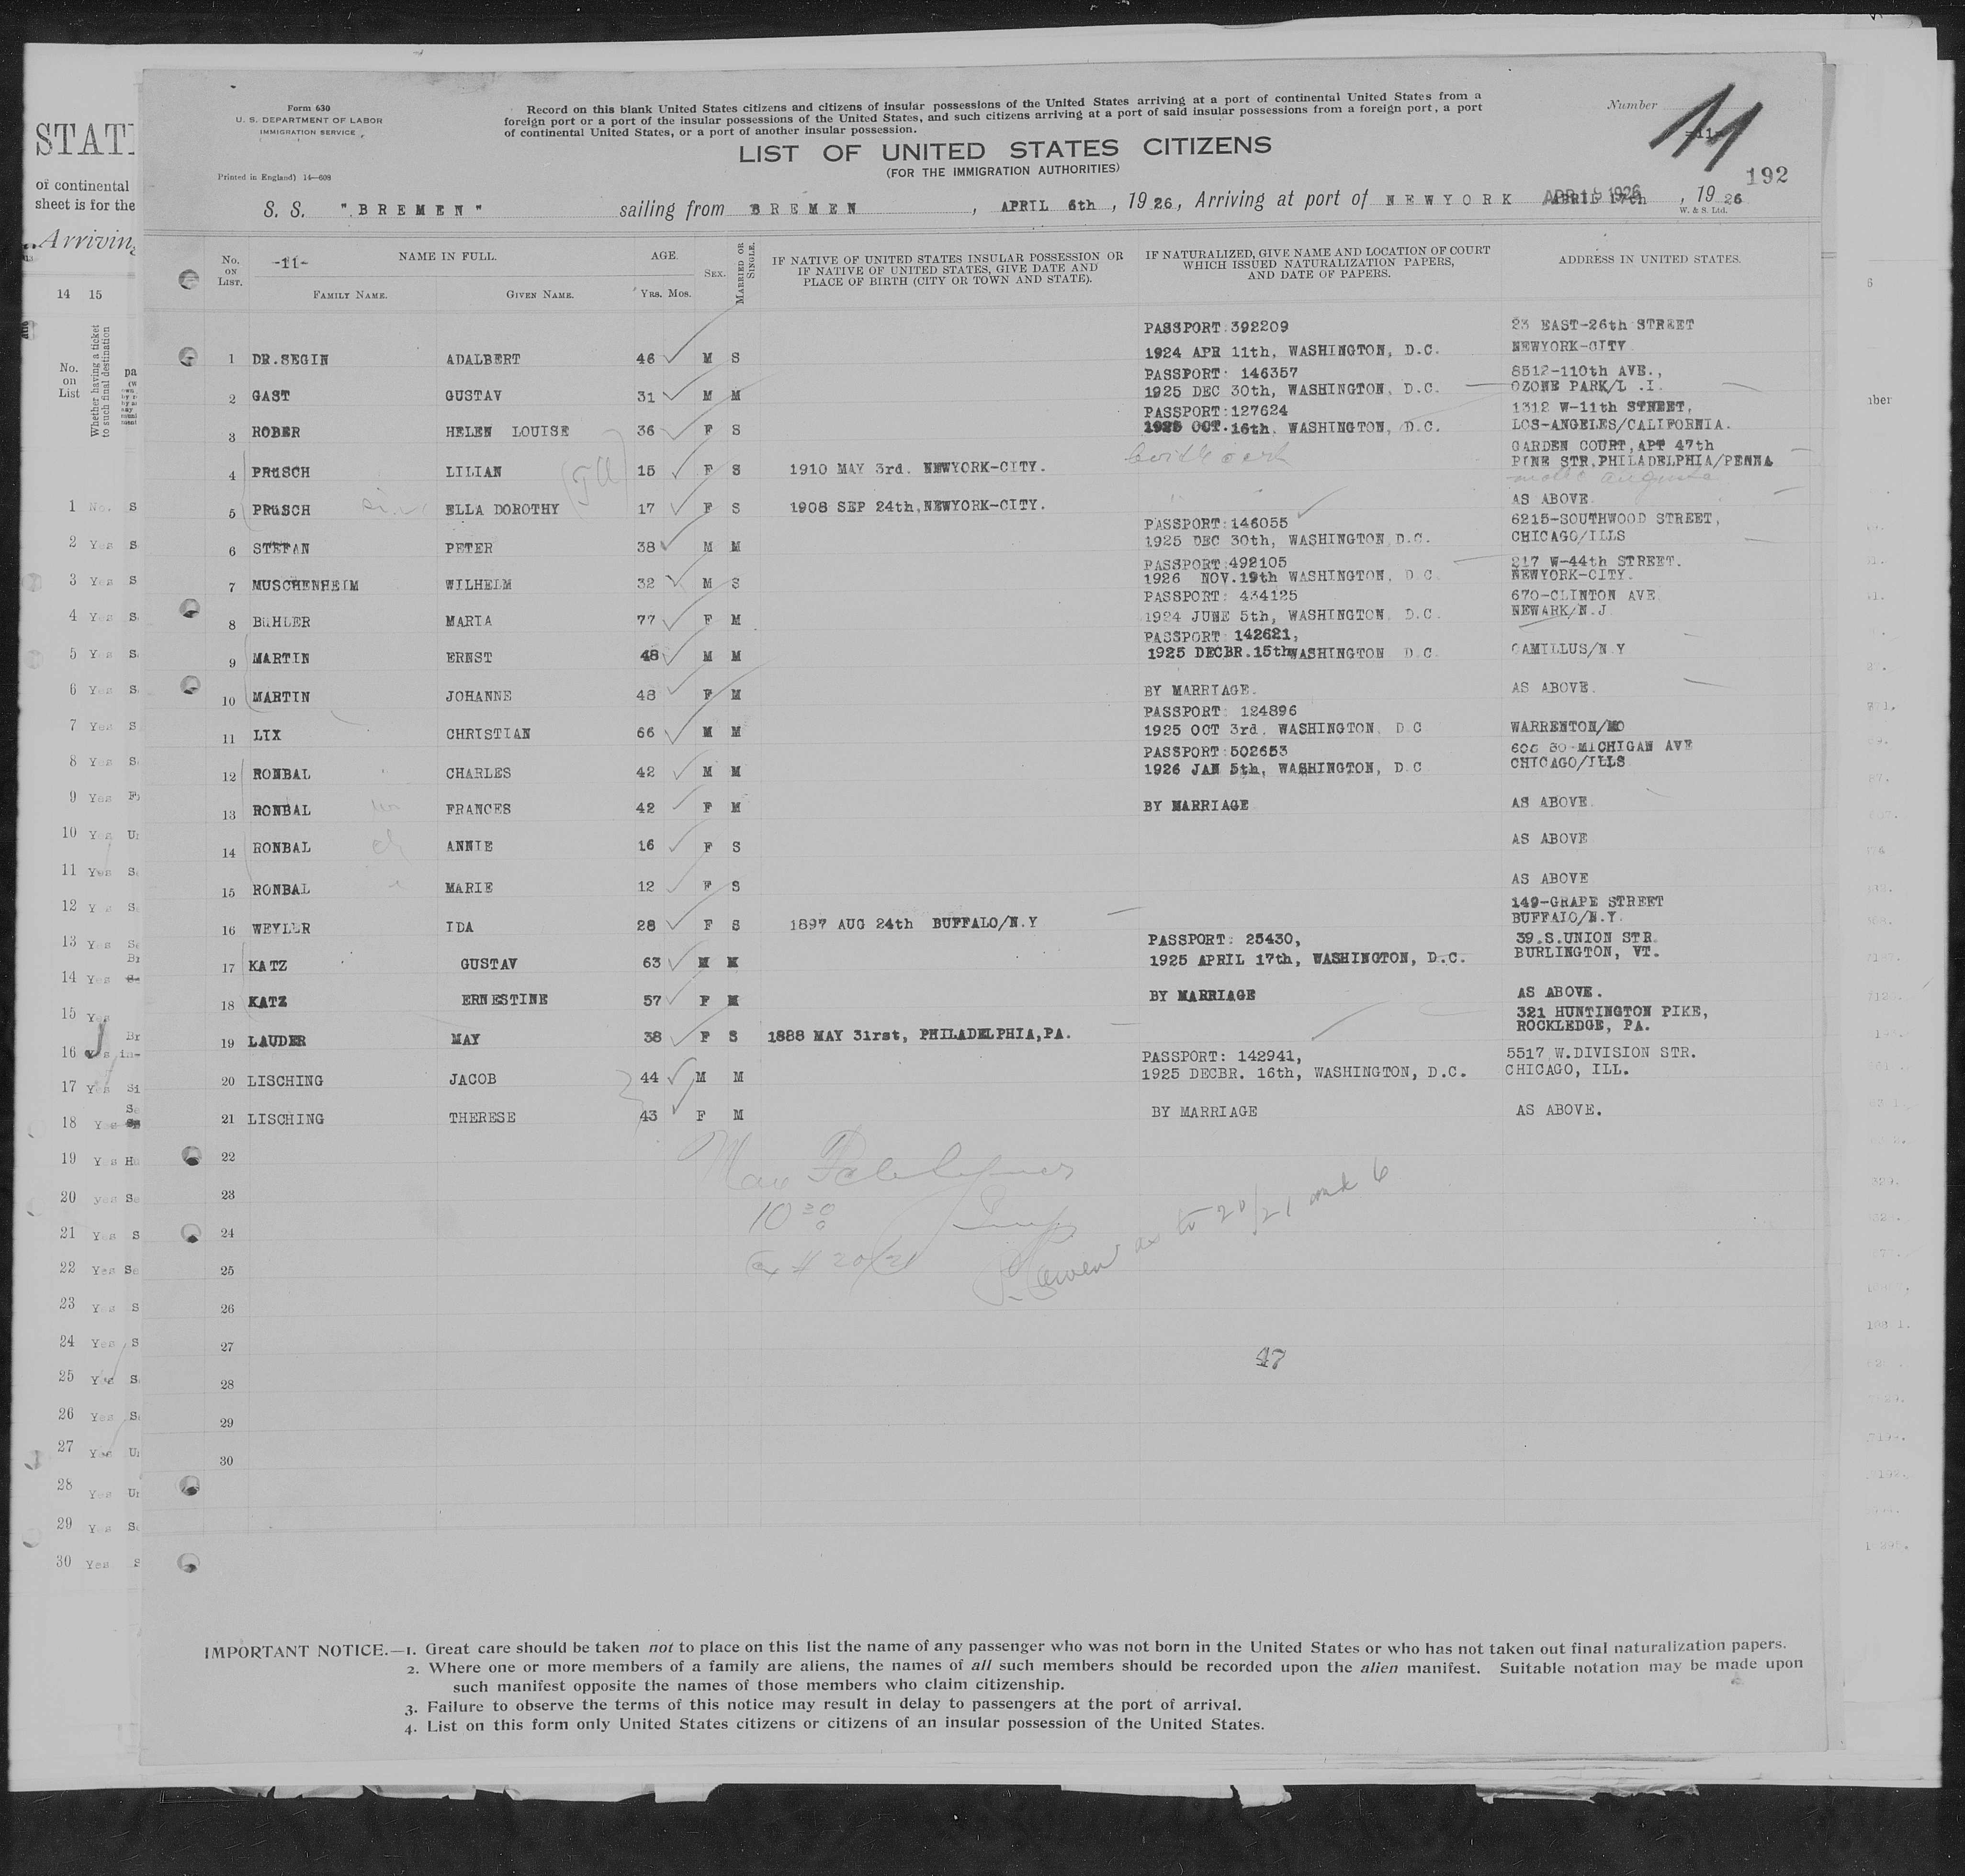 Form 630
U. S. DEPARTMENT OF LABOR
IMMIGRATION SERVICE
Printed in England) 14—608
Record on this blank United States citizens and citizens of insular possessions of the United States arriving at a port of continental United States from a
foreign port or a port of the insular possessions of the United States, and such citizens arriving at a port of said insular possessions from a foreign port, a port
of continental United States, or a port of another insular possession.
Number
-11-
11
192
LIST OF UNITED STATES CITIZENS
(FOR THE IMMIGRATION AUTHORITIES)
S. S. "BREMEN" sailing from BREMEN, APRIL 6th, 1926, Arriving at port of NEWYORK APRIL 17th, 1926
W. & S. Ltd.
No. on List. -11- NAME IN FULL. AGE. Sex. Married or Single. IF NATIVE OF UNITED STATES INSULAR POSSESSION OR IF NATIVE OF UNITED STATES, GIVE DATE AND PLACE OF BIRTH (CITY OR TOWN AND STATE). IF NATURALIZED, GIVE NAME AND LOCATION OF COURT WHICH ISSUED NATURALIZATION PAPERS, AND DATE OF PAPERS. ADDRESS IN UNITED STATES.
Family Name. Given Name. Yrs. Mos.
PASSPORT:392209 23 EAST-26th STREET
1 DR.SEGIN ADALBERT 46 M S 1924 APR 11th, WASHINGTON, D.C. NEWYORK-CITY
PASSPORT: 146357 8512-110th AVE.,
2 GAST GUSTAV 31 M M 1925 DEC 30th, WASHINGTON, D.C. OZONE PARK/L .I.
PASSPORT:127624 1312 W-11th STREET,
3 ROBER HELEN LOUISE 36 F S 1925 OCT.16th, WASHINGTON, D.C. LOS-ANGELES/CALIFORNIA.
GARDEN COURT,APT 47th
4 PRUSCH LILIAN 15 F S 1910 MAY 3rd. NEWYORK-CITY. PINE STR,PHILADELPHIA/PENNA
5 PRUSCH ELLA DOROTHY 17 F S 1908 SEP 24th,NEWYORK-CITY. AS ABOVE
PASSPORT:146055 6215-SOUTHWOOD STREET,
6 STEFAN PETER 38 M M 1925 DEC 30th, WASHINGTON,D.C. CHICAGO/ILLS
PASSPORT:492105 217 W-44th STREET.
7 MUSCHENHEIM WILHELM 32 M S 1926 NOV.19th WASHINGTON, D.C. NEWYORK-CITY.
PASSPORT: 434125 670-CLINTON AVE
8 BUHLER MARIA 77 F M 1924 JUNE 5th, WASHINGTON, D.C. NEWARK/N.J
PASSPORT: 142621,
9 MARTIN ERNST 48 M M 1925 DECBR.15thWASHINGTON D.C. CAMILLUS/N.Y
10 MARTIN JOHANNE 48 F M BY MARRIAGE. AS ABOVE.
PASSPORT: 124896
11 LIX CHRISTIAN 66 M M 1925 OCT 3rd. WASHINGTON, D.C WARRENTON/MO
PASSPORT:502653 MICHIGAN AVE
12 RONBAL CHARLES 42 M M 1926 JAN 5th, WASHINGTON, D.C CHICAGO/ILLS
13 RONBAL FRANCES 42 F M BY MARRIAGE AS ABOVE
14 RONBAL ANNIE 16 F S AS ABOVE
15 RONBAL MARIE 12 F S AS ABOVE
149-GRAPE STREET
16 WEYLER IDA 28 F S 1897 AUG 24th BUFFALO/N.Y BUFFALO/N.Y.
PASSPORT: 25430, 39.S.UNION STR.
17 KATZ GUSTAV 63 M M 1925 APRIL 17th, WASHINGTON, D.C. BURLINGTON, VT.
18 KATZ ERNESTINE 57 F M BY MARRIAGE AS ABOVE.
321 HUNTINGTON PIKE,
19 LAUDER MAY 38 F S 1888 MAY 31rst, PHILADELPHIA,PA. ROCKLEDGE, PA.
PASSPORT: 142941, 5517 W.DIVISION STR.
20 LISCHING JACOB 44 M M 1925 DECBR. 16th, WASHINGTON, D.C. CHICAGO, ILL.
21 LISCHING THERESE 43 F M BY MARRIAGE AS ABOVE.
22
23
24
25
26
27
28
29
30
10 30
as to 20/21 and 6
47
IMPORTANT NOTICE.—1. Great care should be taken not to place on this list the name of any passenger who was not born in the United States or who has not taken out final naturalization papers.
2. Where one or more members of a family are aliens, the names of all such members should be recorded upon the alien manifest. Suitable notation may be made upon
such manifest opposite the names of those members who claim citizenship.
3. Failure to observe the terms of this notice may result in delay to passengers at the port of arrival.
4. List on this form only United States citizens or citizens of an insular possession of the United States.